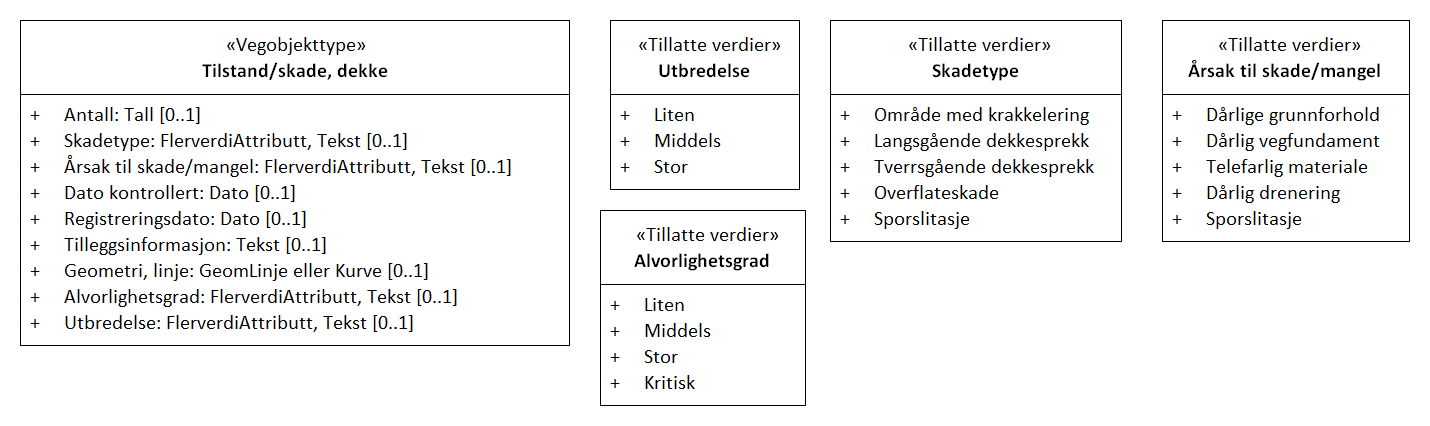 «Vegobjekttype»
Tilstand/skade, dekke
+ Antall: Tall [0..1]
+ Skadetype: FlerverdiAttributt, Tekst [0..1]
+ Årsak til skade/mangel: FlerverdiAttributt, Tekst [0..1]
+ Dato kontrollert: Dato [0..1]
+ Registreringsdato: Dato [0..1]
+ Tilleggsinformasjon: Tekst [0..1]
+ Geometri, linje: GeomLinje eller Kurve [0..1]
+ Alvorlighetsgrad: FlerverdiAttributt, Tekst [0..1]
+ Utbredelse: FlerverdiAttributt, Tekst [0..1]
«Tillatte verdier»
Utbredelse
+ Liten
+ Middels
+ Stor
«Tillatte verdier»
Alvorlighetsgrad
+ Liten
+ Middels
+ Stor
+ Kritisk
«Tillatte verdier»
Skadetype
+ Område med krakkelering
+ Langsgående dekkesprekk
+ Tverrsgående dekkesprekk
+ Overflateskade
+ Sporslitasje
«Tillatte verdier»
Årsak til skade/mangel
+ Dårlige grunnforhold
+ Dårlig vegfundament
+ Telefarlig materiale
+ Dårlig drenering
+ Sporslitasje